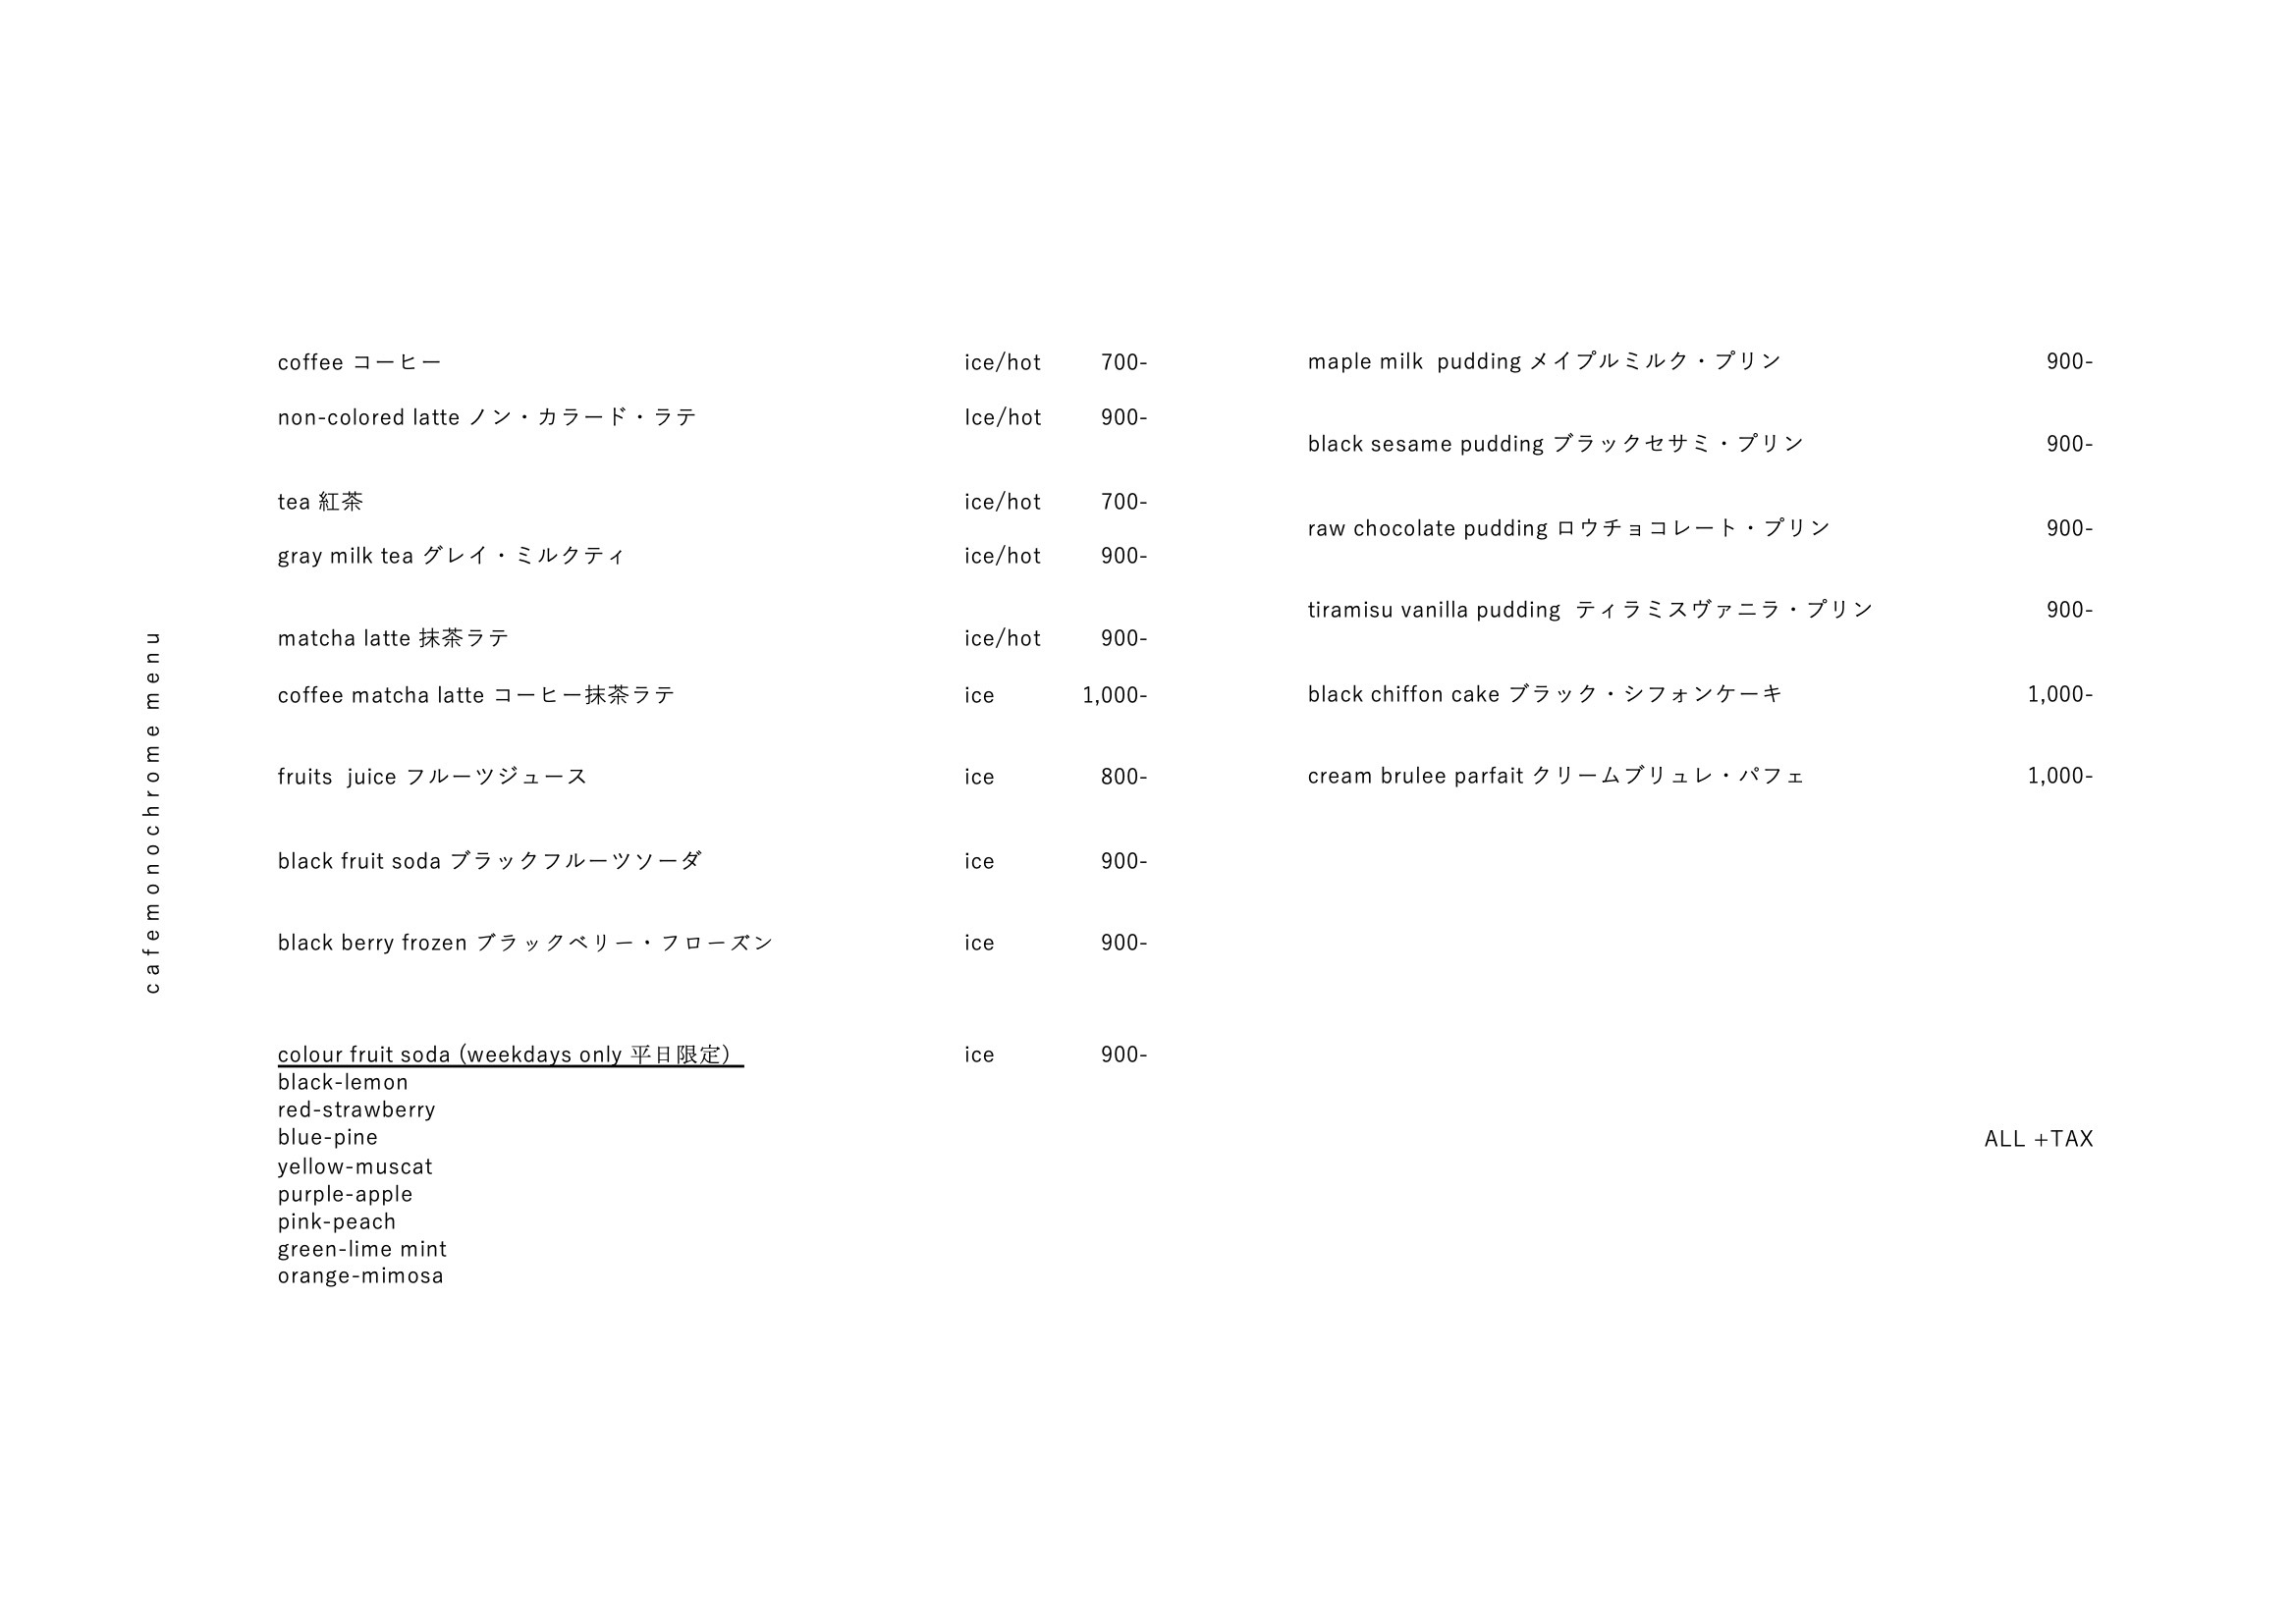 cafemonochrome menu
coffee コーヒー ice/hot 700-
non-colored latte ノン・カラード・ラテ Ice/hot 900-
tea 紅茶 ice/hot 700-
gray milk tea グレイ・ミルクティ ice/hot 900-
matcha latte 抹茶ラテ ice/hot 900-
coffee matcha latte コーヒー抹茶ラテ ice 1,000-
fruits juice フルーツジュース ice 800-
black fruit soda ブラックフルーツソーダ ice 900-
black berry frozen ブラックベリー・フローズン ice 900-
colour fruit soda (weekdays only 平日限定) ice 900-
black-lemon
red-strawberry
blue-pine
yellow-muscat
purple-apple
pink-peach
green-lime mint
orange-mimosa
maple milk pudding メイプルミルク・プリン 900-
black sesame pudding ブラックセサミ・プリン 900-
raw chocolate pudding ロウチョコレート・プリン 900-
tiramisu vanilla pudding ティラミスヴァニラ・プリン 900-
black chiffon cake ブラック・シフォンケーキ 1,000-
cream brulee parfait クリームブリュレ・パフェ 1,000-
ALL +TAX